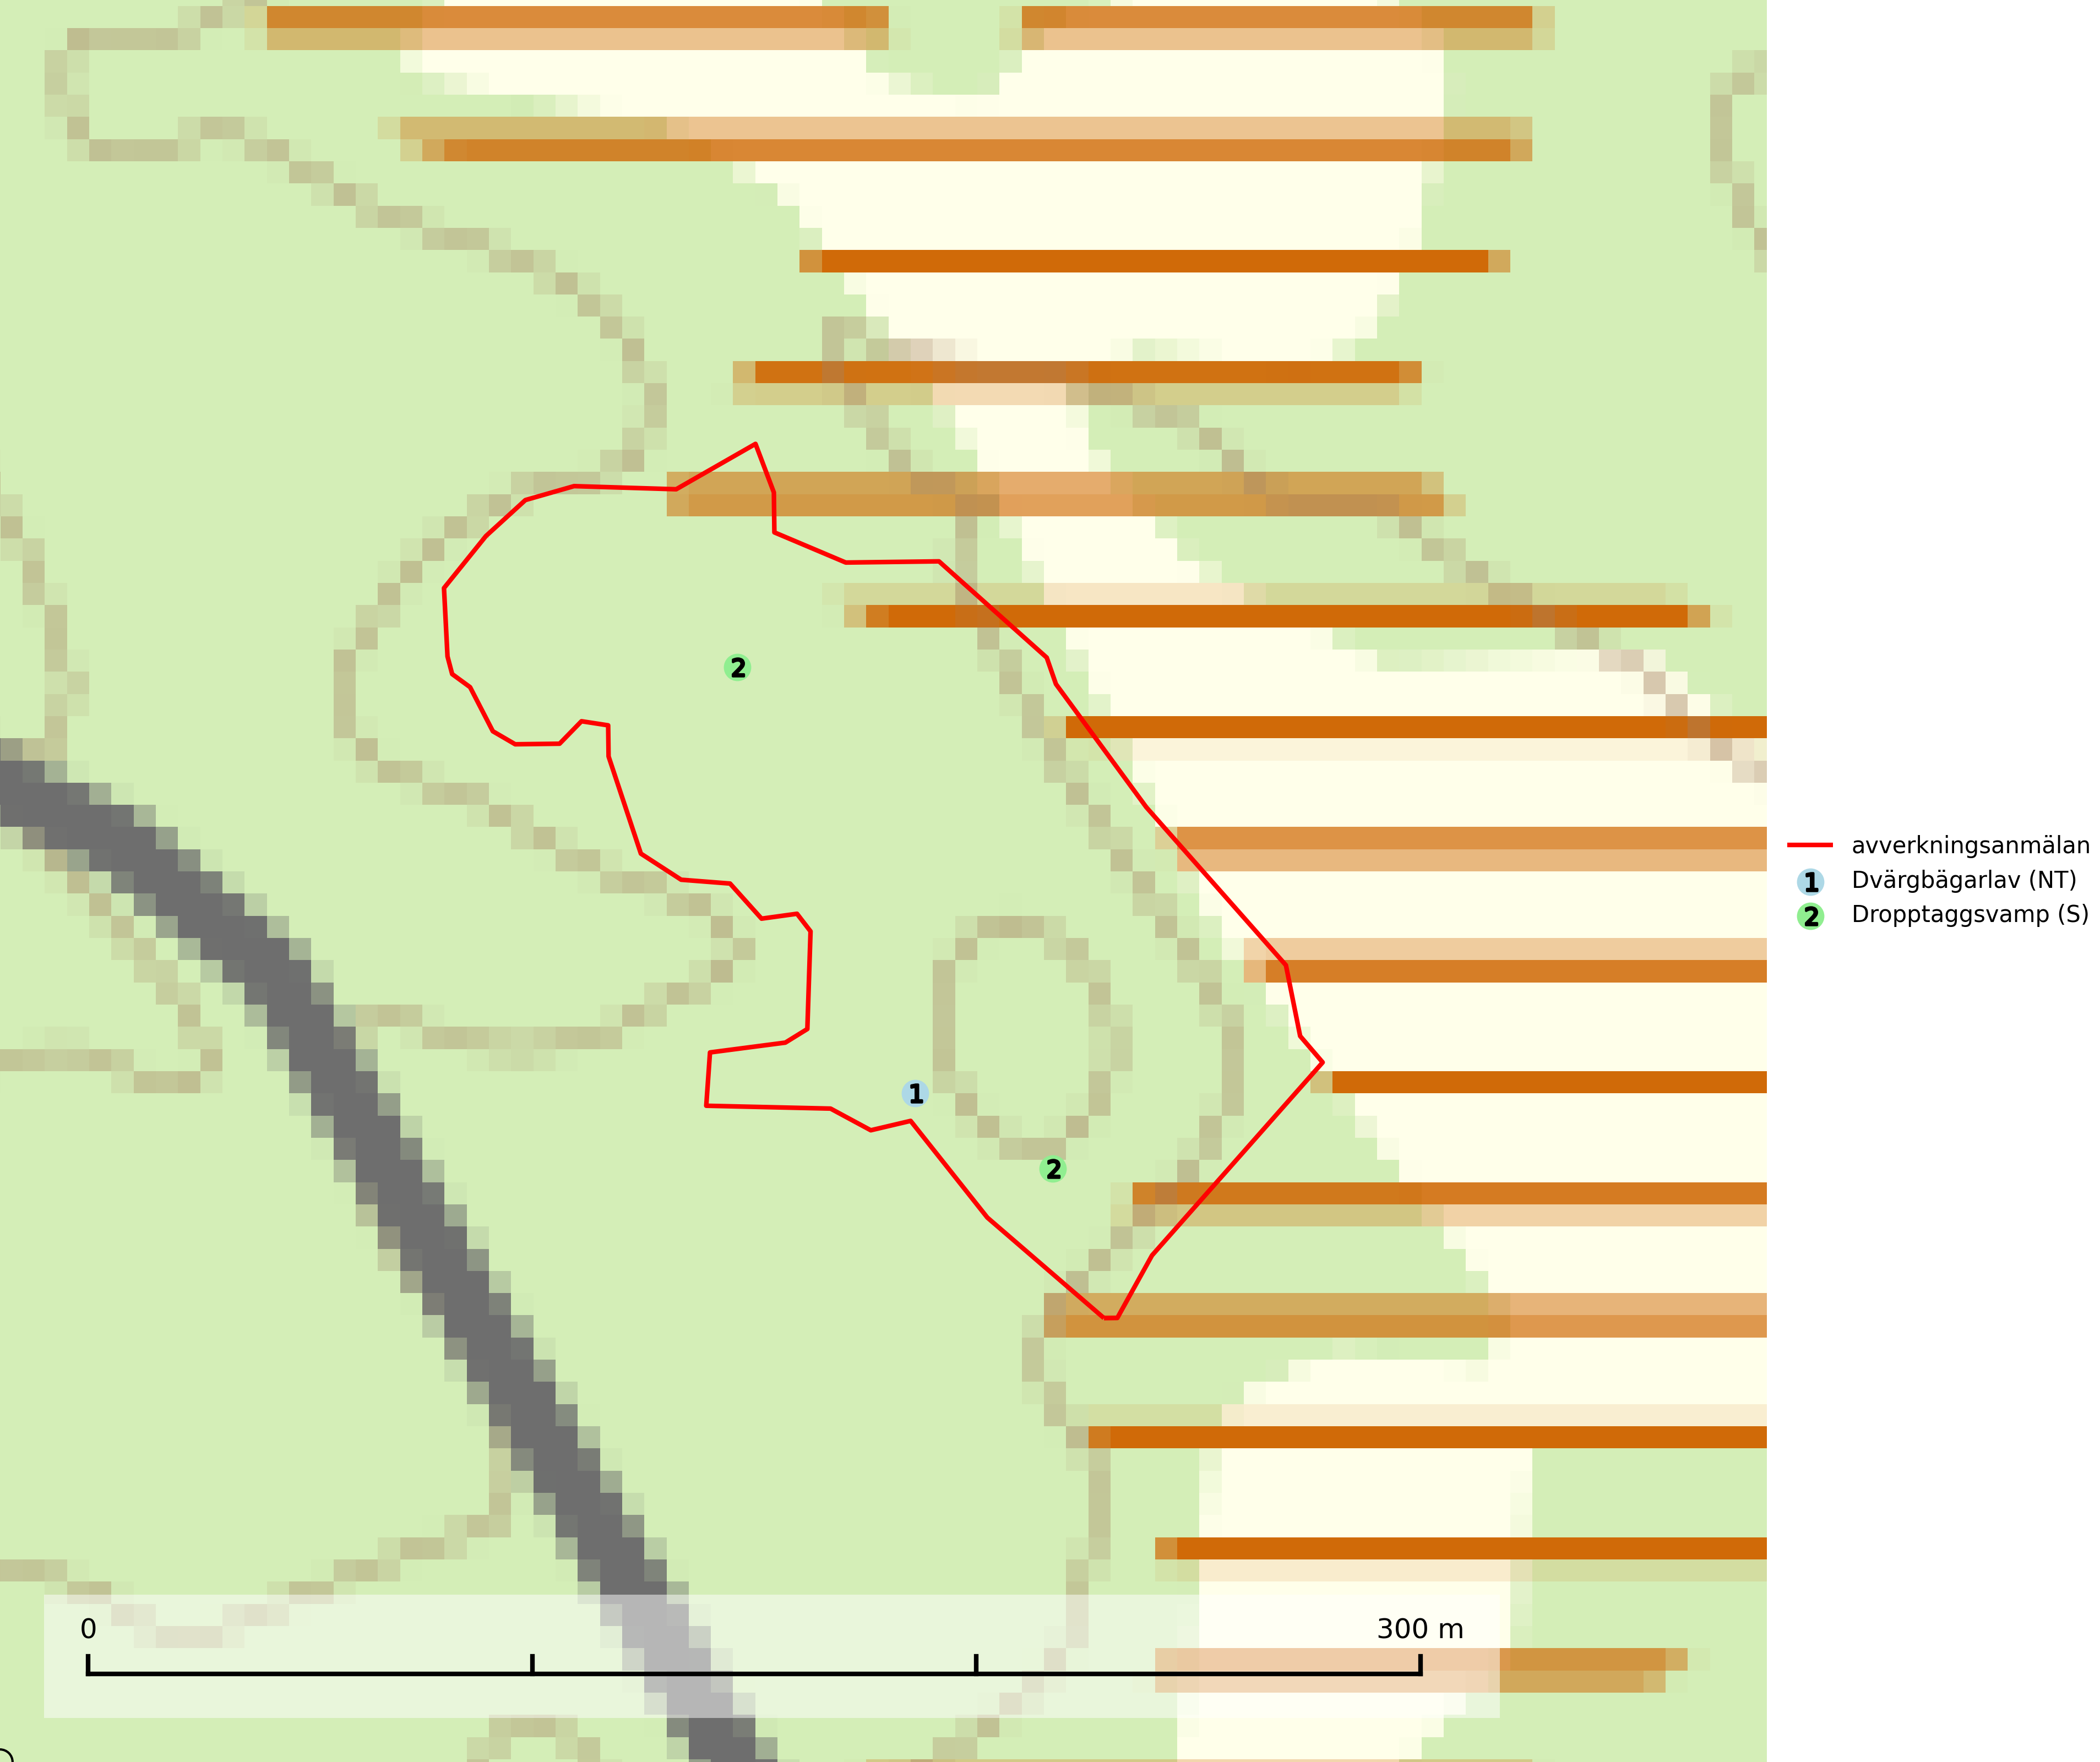 2
1
2
avverkningsanmälan
1 Dvärgbägarlav (NT)
2 Dropptaggsvamp (S)
0 300 m